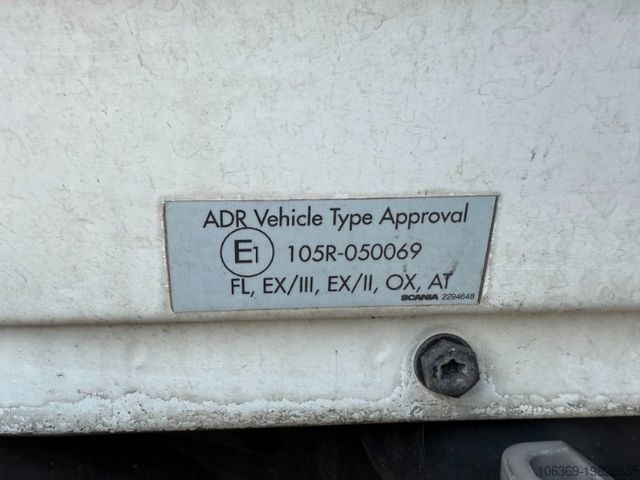 ADR Vehicle Type Approval
E1 105R-050069
FL, EX/III, EX/II, OX, AT
SCANIA 2294648